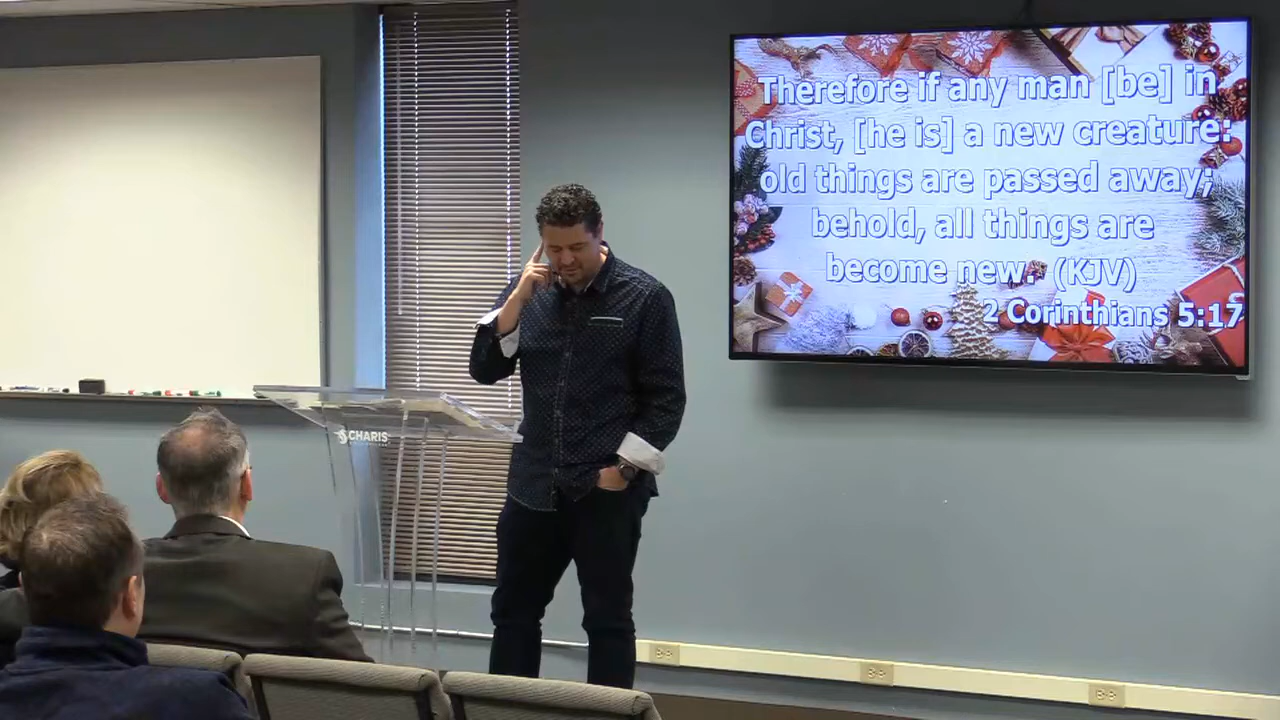 Therefore if any man [be] in
Christ, [he is] a new creature:
old things are passed away;
behold, all things are
become new. (KJV)
2 Corinthians 5:17
CHARIS